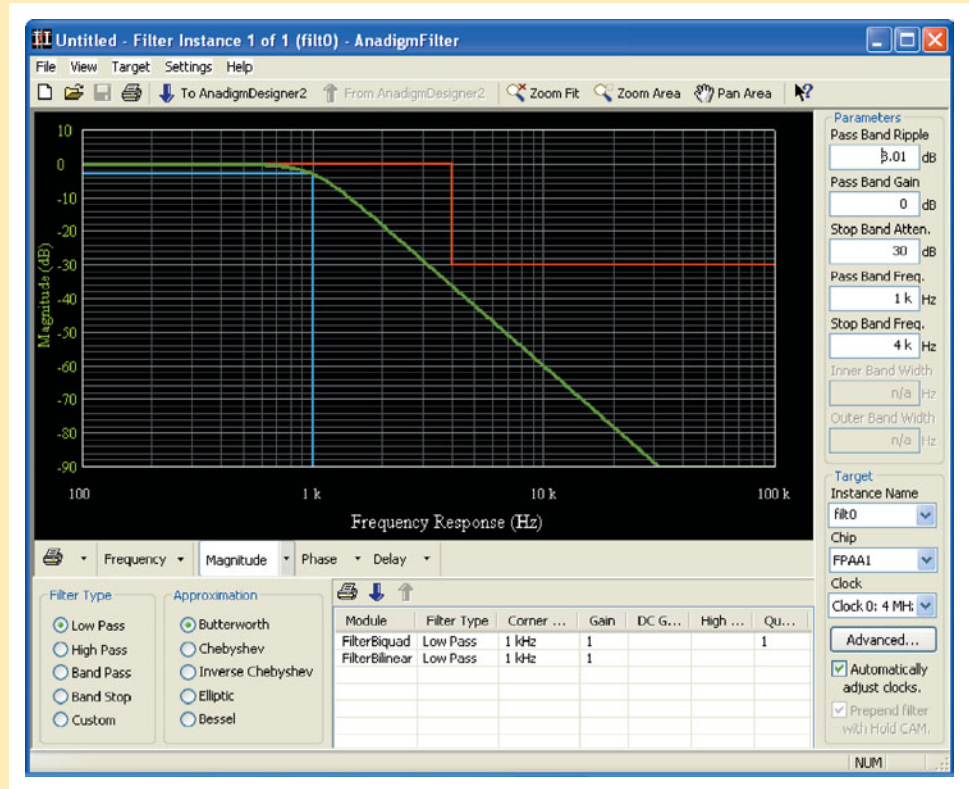 Untitled - Filter Instance 1 of 1 (filt0) - AnadigmFilter
File View Target Settings Help
To AnadigmDesigner2 From AnadigmDesigner2 Zoom Fit Zoom Area Pan Area
10
0
-10
-20
-30
-40
-50
-60
-70
-80
-90
Magnitude (dB)
100 1 k 10 k 100 k
Frequency Response (Hz)
Parameters
Pass Band Ripple
3.01 dB
Pass Band Gain
0 dB
Stop Band Atten.
30 dB
Pass Band Freq.
1 k Hz
Stop Band Freq.
4 k Hz
Inner Band Width
n/a Hz
Outer Band Width
n/a Hz
Target
Instance Name
filt0
Chip
FPAA1
Clock
Clock 0: 4 MH
Advanced...
Automatically
adjust clocks.
Prepend filter
with Hold CAM.
Frequency Magnitude Phase Delay
Filter Type
Low Pass
High Pass
Band Pass
Band Stop
Custom
Approximation
Butterworth
Chebyshev
Inverse Chebyshev
Elliptic
Bessel
Module Filter Type Corner ... Gain DC G... High ... Qu...
FilterBiquad Low Pass 1 kHz 1 1
FilterBilinear Low Pass 1 kHz 1
NUM